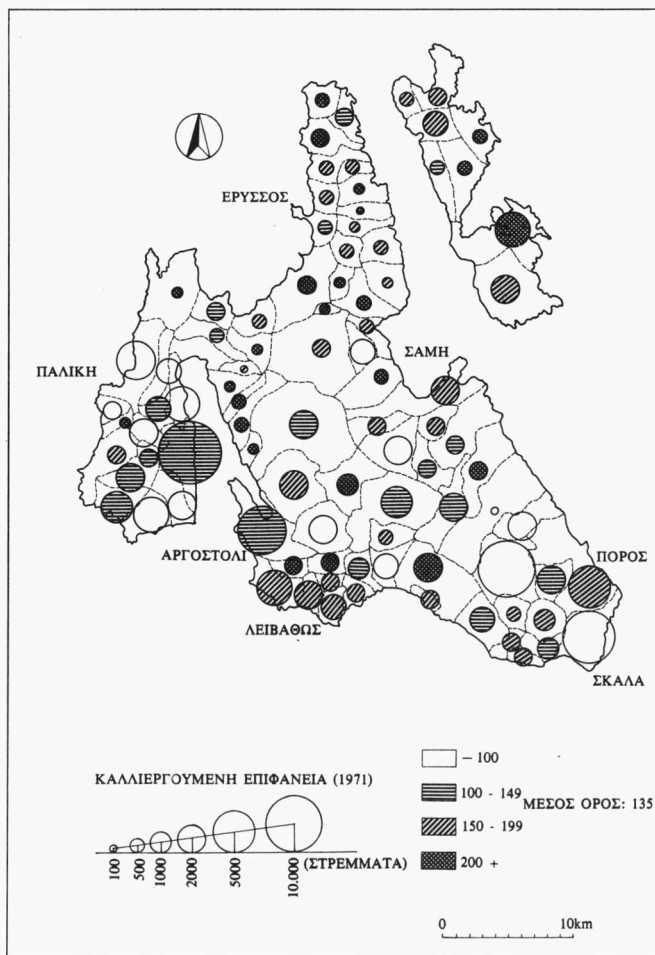 ΕΡΥΣΣΟΣ
ΠΑΛΙΚΗ
ΣΑΜΗ
ΑΡΓΟΣΤΟΛΙ
ΠΟΡΟΣ
ΛΕΙΒΑΘΩΣ
ΣΚΑΛΑ
ΚΑΛΛΙΕΡΓΟΥΜΕΝΗ ΕΠΙΦΑΝΕΙΑ (1971)
100
500
1000
2000
5000
10.000
(ΣΤΡΕΜΜΑΤΑ)
– 100
100 - 149
ΜΕΣΟΣ ΟΡΟΣ: 135
150 - 199
200 +
0 10km